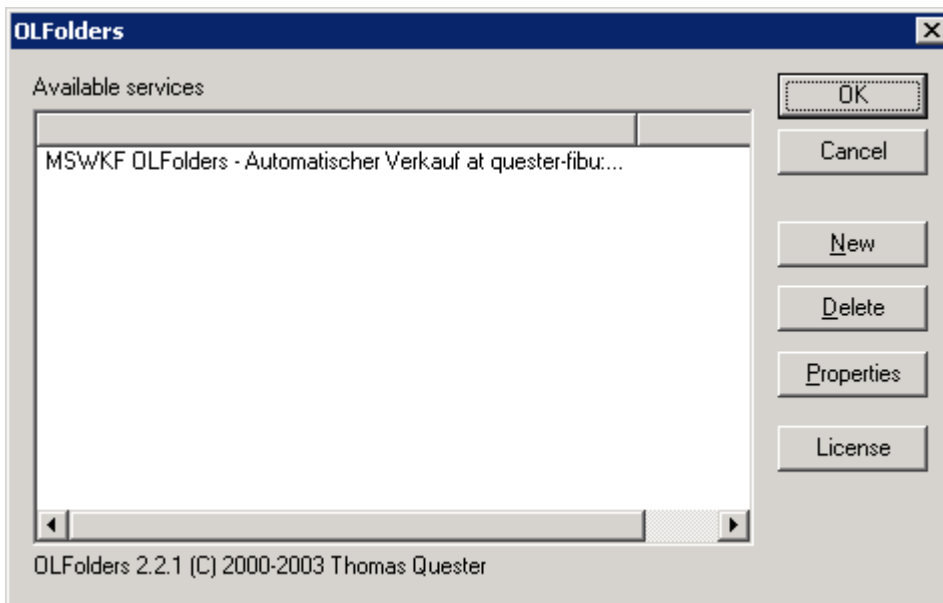 OLFolders
Available services
OK
Cancel
MSWKF OLFolders - Automatischer Verkauf at quester-fibu:...
New
Delete
Properties
License
OLFolders 2.2.1 (C) 2000-2003 Thomas Quester